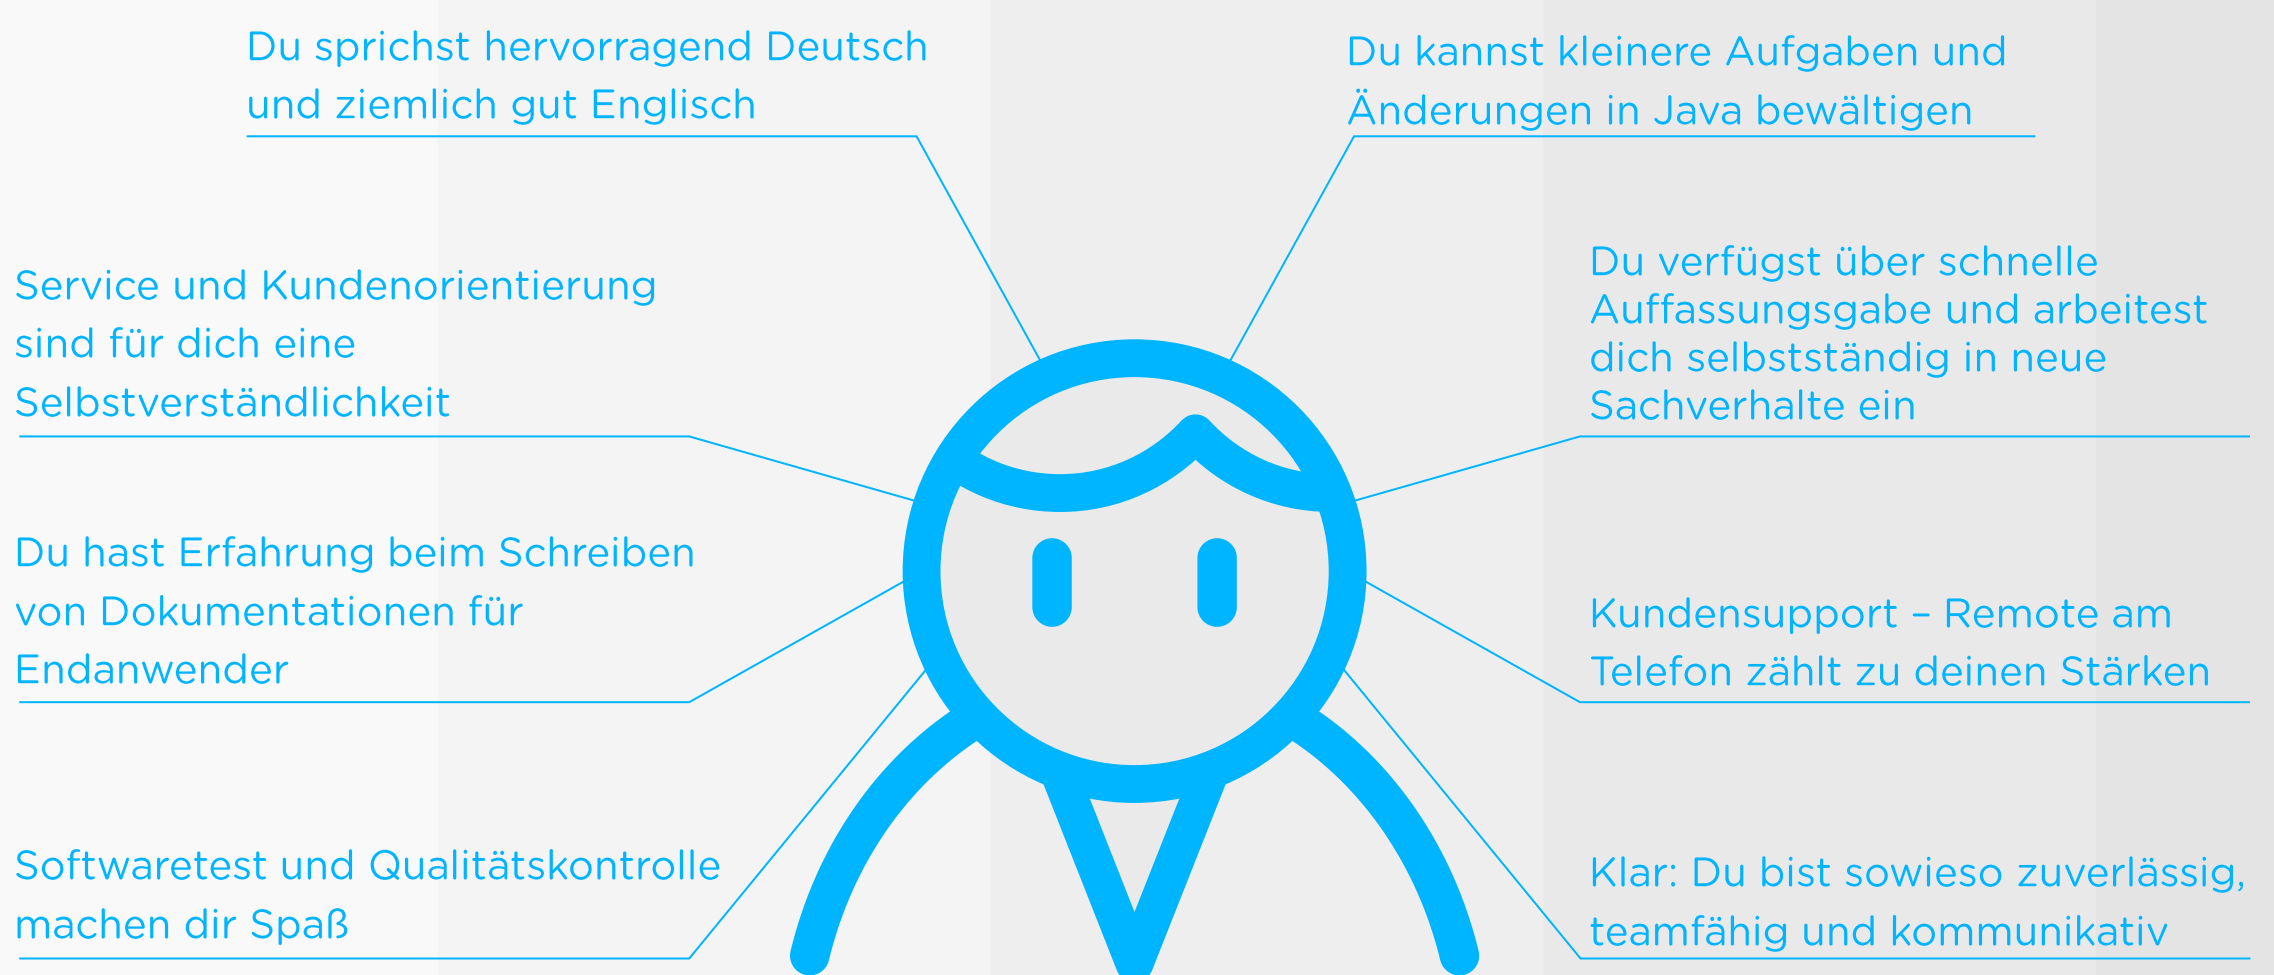 Du sprichst hervorragend Deutsch
und ziemlich gut Englisch
Du kannst kleinere Aufgaben und
Änderungen in Java bewältigen
Service und Kundenorientierung
sind für dich eine
Selbstverständlichkeit
Du verfügst über schnelle
Auffassungsgabe und arbeitest
dich selbstständig in neue
Sachverhalte ein
Du hast Erfahrung beim Schreiben
von Dokumentationen für
Endanwender
Kundensupport – Remote am
Telefon zählt zu deinen Stärken
Softwaretest und Qualitätskontrolle
machen dir Spaß
Klar: Du bist sowieso zuverlässig,
teamfähig und kommunikativ